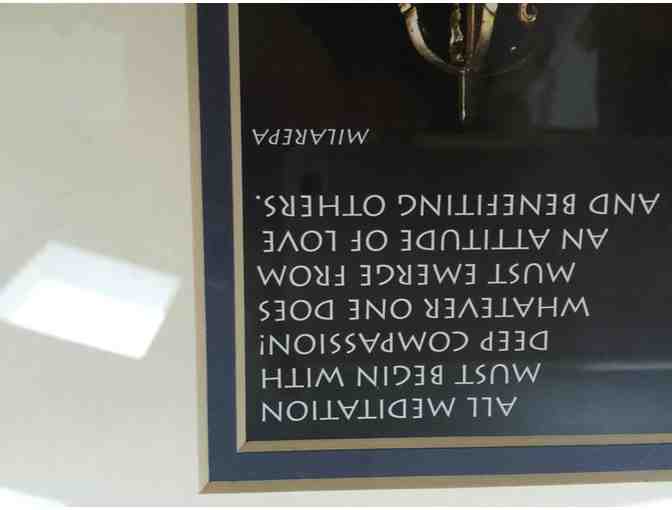 ALL MEDITATION
MUST BEGIN WITH
DEEP COMPASSION!
WHATEVER ONE DOES
MUST EMERGE FROM
AN ATTITUDE OF LOVE
AND BENEFITING OTHERS.
MILAREPA